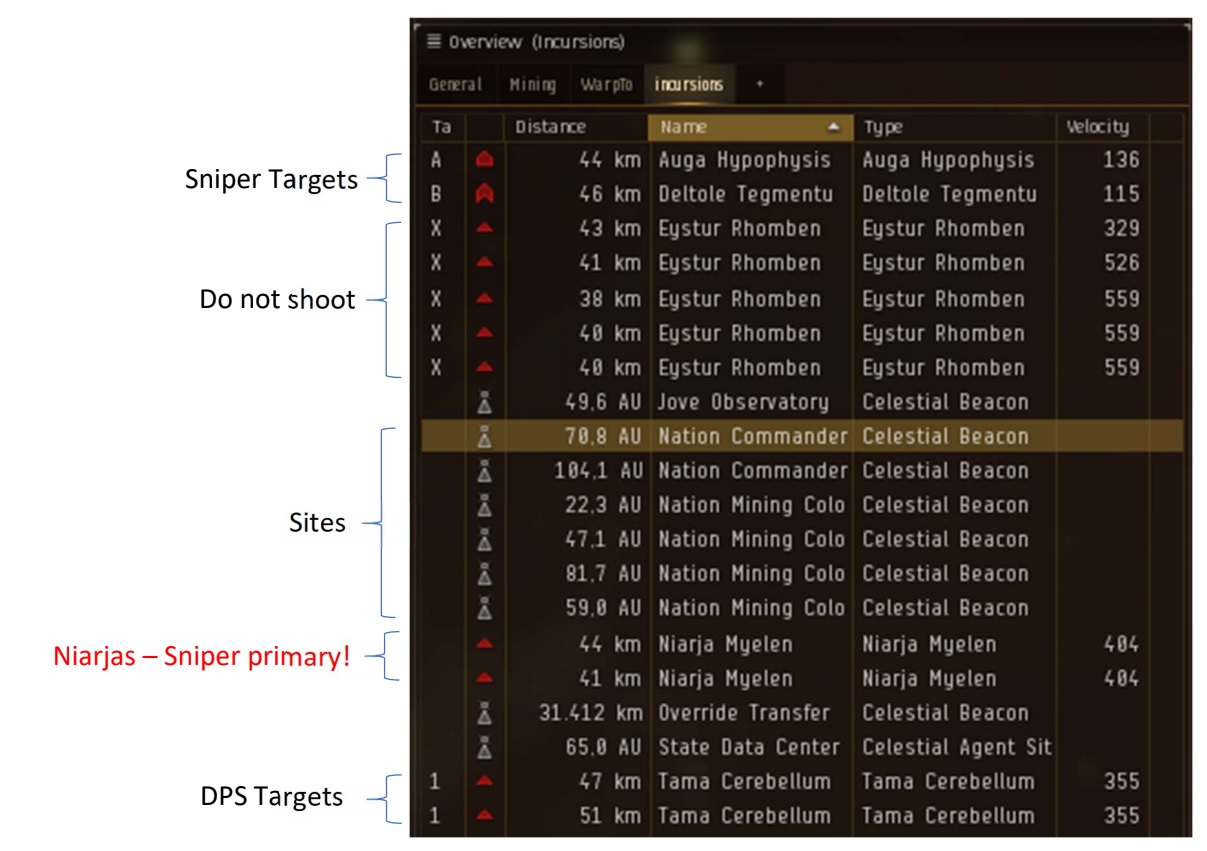 Overview (Incursions)
General Mining WarpTo incursions +
Ta Distance Name Type Velocity
A 44 km Auga Hypophysis Auga Hypophysis 136
Sniper Targets
B 46 km Deltole Tegmentu Deltole Tegmentu 115
X 43 km Eystur Rhomben Eystur Rhomben 329
X 41 km Eystur Rhomben Eystur Rhomben 526
Do not shoot
X 38 km Eystur Rhomben Eystur Rhomben 559
X 40 km Eystur Rhomben Eystur Rhomben 559
X 40 km Eystur Rhomben Eystur Rhomben 559
49,6 AU Jove Observatory Celestial Beacon
70,8 AU Nation Commander Celestial Beacon
104,1 AU Nation Commander Celestial Beacon
22,3 AU Nation Mining Colo Celestial Beacon
Sites
47,1 AU Nation Mining Colo Celestial Beacon
81,7 AU Nation Mining Colo Celestial Beacon
59,0 AU Nation Mining Colo Celestial Beacon
Niarjas – Sniper primary!
44 km Niarja Myelen Niarja Myelen 404
41 km Niarja Myelen Niarja Myelen 404
31.412 km Override Transfer Celestial Beacon
65,0 AU State Data Center Celestial Agent Sit
DPS Targets
1 47 km Tama Cerebellum Tama Cerebellum 355
1 51 km Tama Cerebellum Tama Cerebellum 355